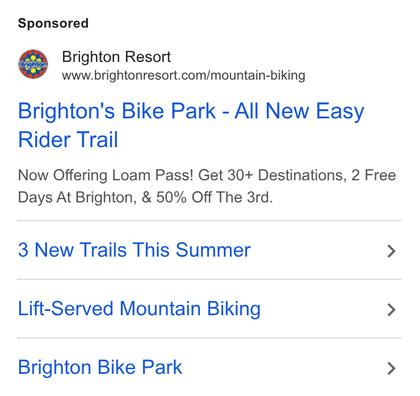 Sponsored
Brighton
Brighton Resort
www.brightonresort.com/mountain-biking
Brighton's Bike Park - All New Easy
Rider Trail
Now Offering Loam Pass! Get 30+ Destinations, 2 Free
Days At Brighton, & 50% Off The 3rd.
3 New Trails This Summer
Lift-Served Mountain Biking
Brighton Bike Park